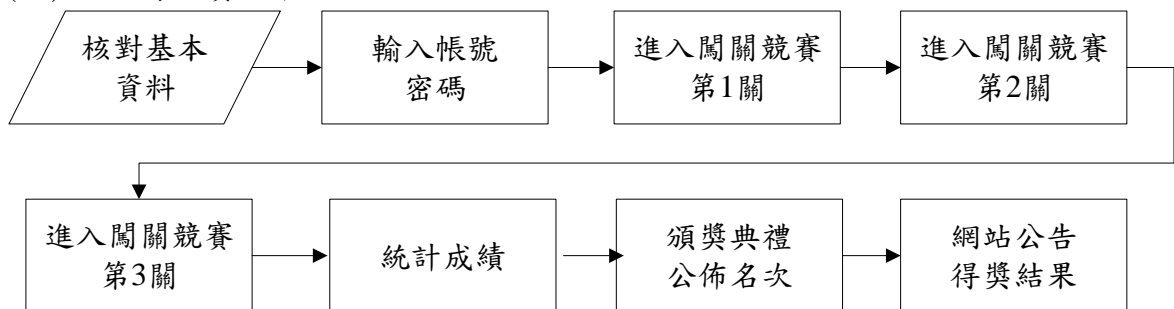 核對基本
資料
輸入帳號
密碼
進入闖關競賽
第1關
進入闖關競賽
第2關
進入闖關競賽
第3關
統計成績
頒獎典禮
公佈名次
網站公告
得獎結果